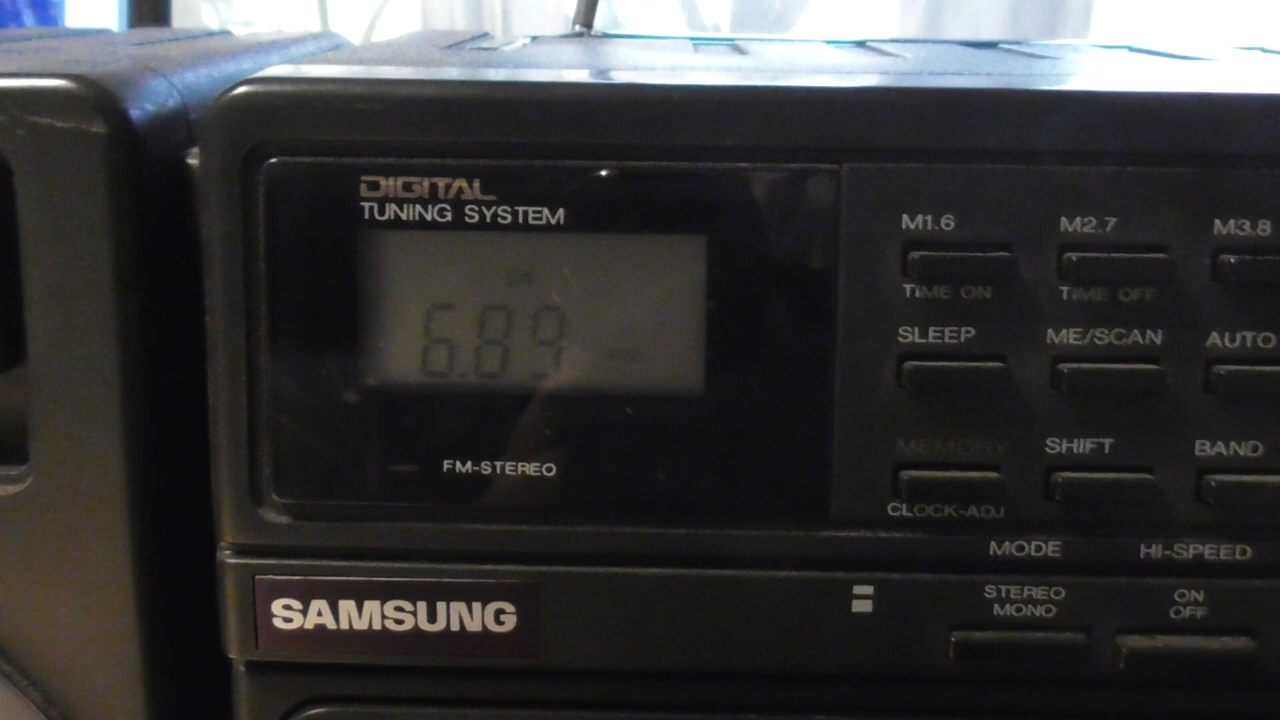 DIGITAL
TUNING SYSTEM
6.89
FM-STEREO
M1.6
M2.7
M3.8
TIME ON
TIME OFF
SLEEP
ME/SCAN
AUTO
MEMORY
SHIFT
BAND
CLOCK-ADJ
MODE
HI-SPEED
STEREO
MONO
ON
OFF
SAMSUNG